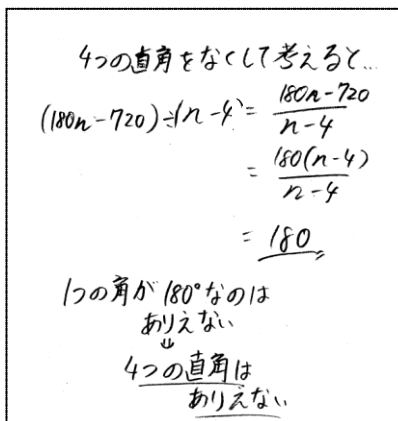 4つの直角をなくして考えると…
(180n-720)÷(n-4) = 180n-720 / n-4
= 180(n-4) / n-4
= 180
1つの角が180°なのは
ありえない
⇓
4つの直角は
ありえない